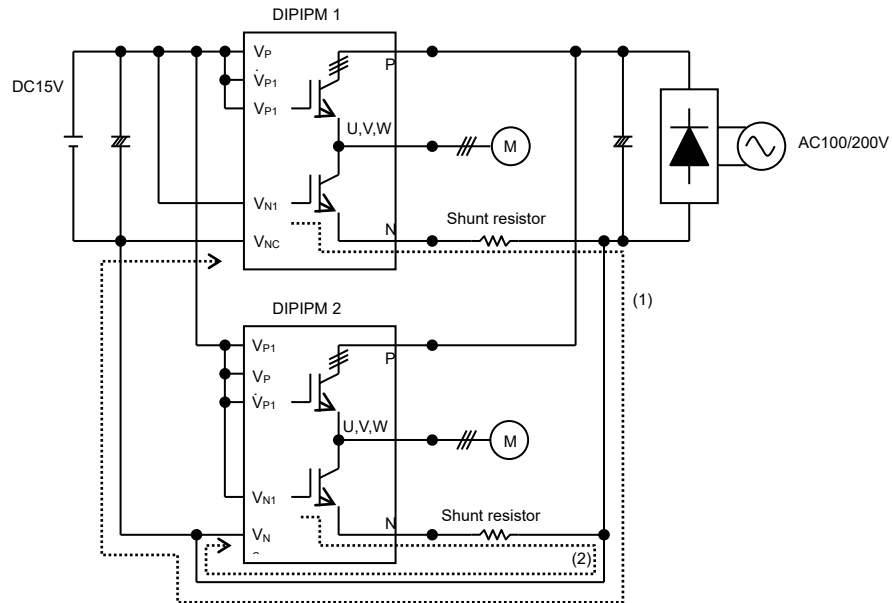 DIPIPM 1
VP
VP1
VP1
DC15V
P
U,V,W
M
AC100/200V
VN1
VNC
N
Shunt resistor
(1)
DIPIPM 2
VP1
VP
VP1
P
U,V,W
M
VN1
VN
N
Shunt resistor
(2)